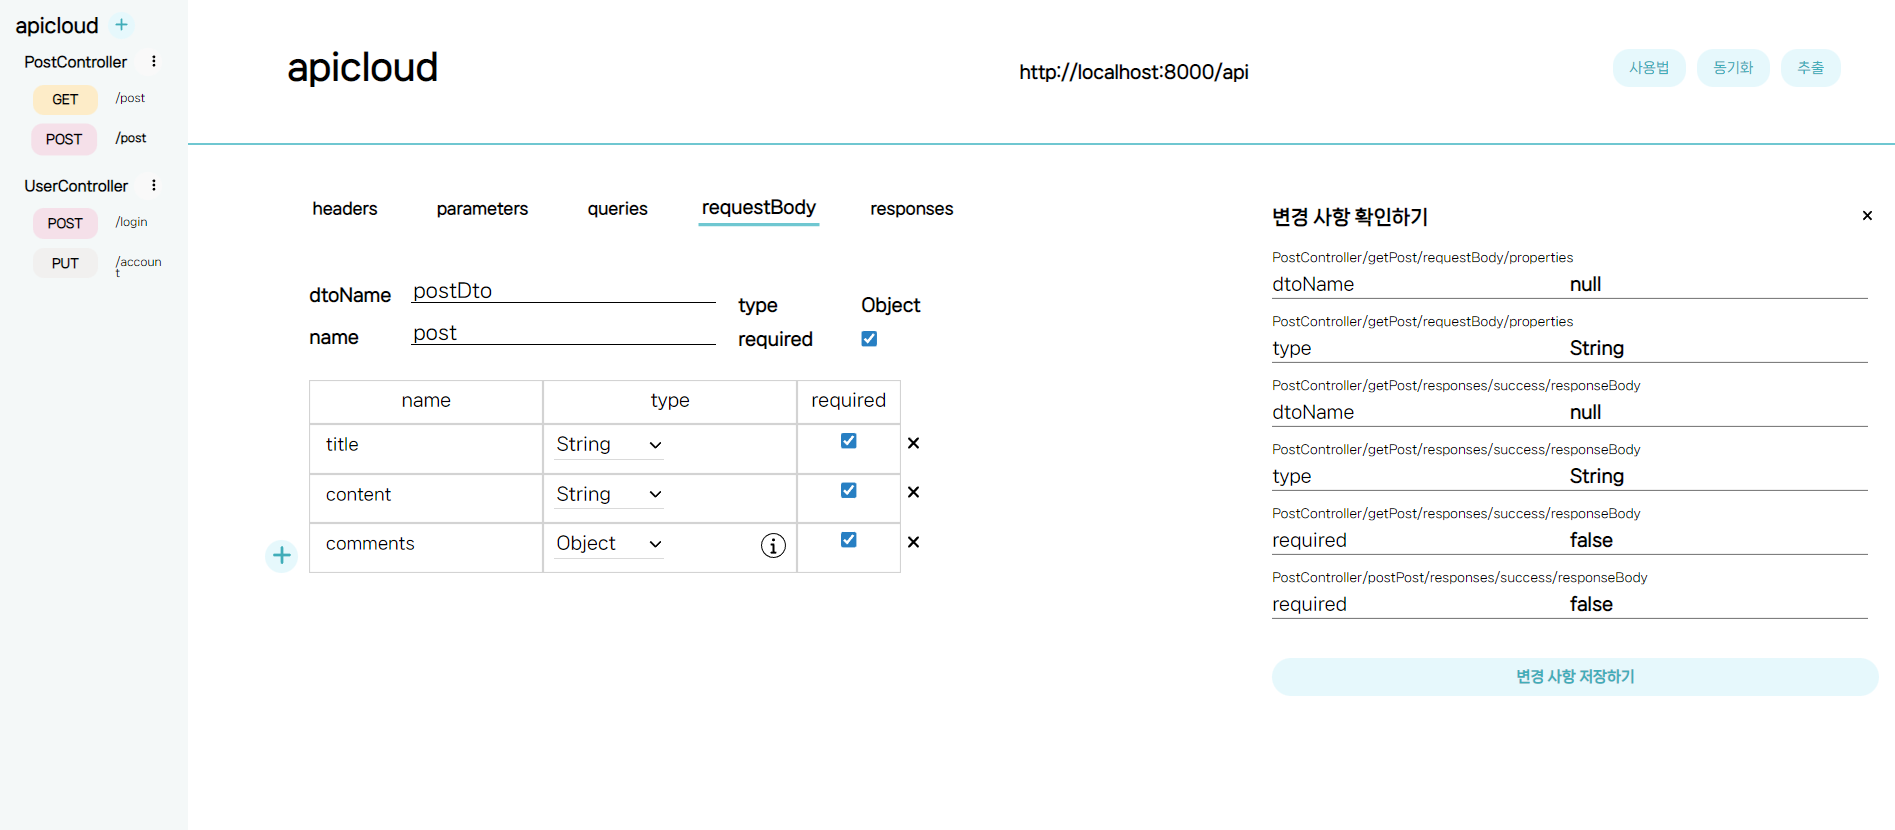 apicloud +
PostController
GET /post
POST /post
UserController
POST /login
PUT /accoun
t
apicloud
http://localhost:8000/api
사용법 동기화 추출
headers parameters queries requestBody responses
dtoName postDto type Object
name post required
name type required
title String
content String
comments Object
변경 사항 확인하기
PostController/getPost/requestBody/properties
dtoName null
PostController/getPost/requestBody/properties
type String
PostController/getPost/responses/success/responseBody
dtoName null
PostController/getPost/responses/success/responseBody
type String
PostController/getPost/responses/success/responseBody
required false
PostController/postPost/responses/success/responseBody
required false
변경 사항 저장하기